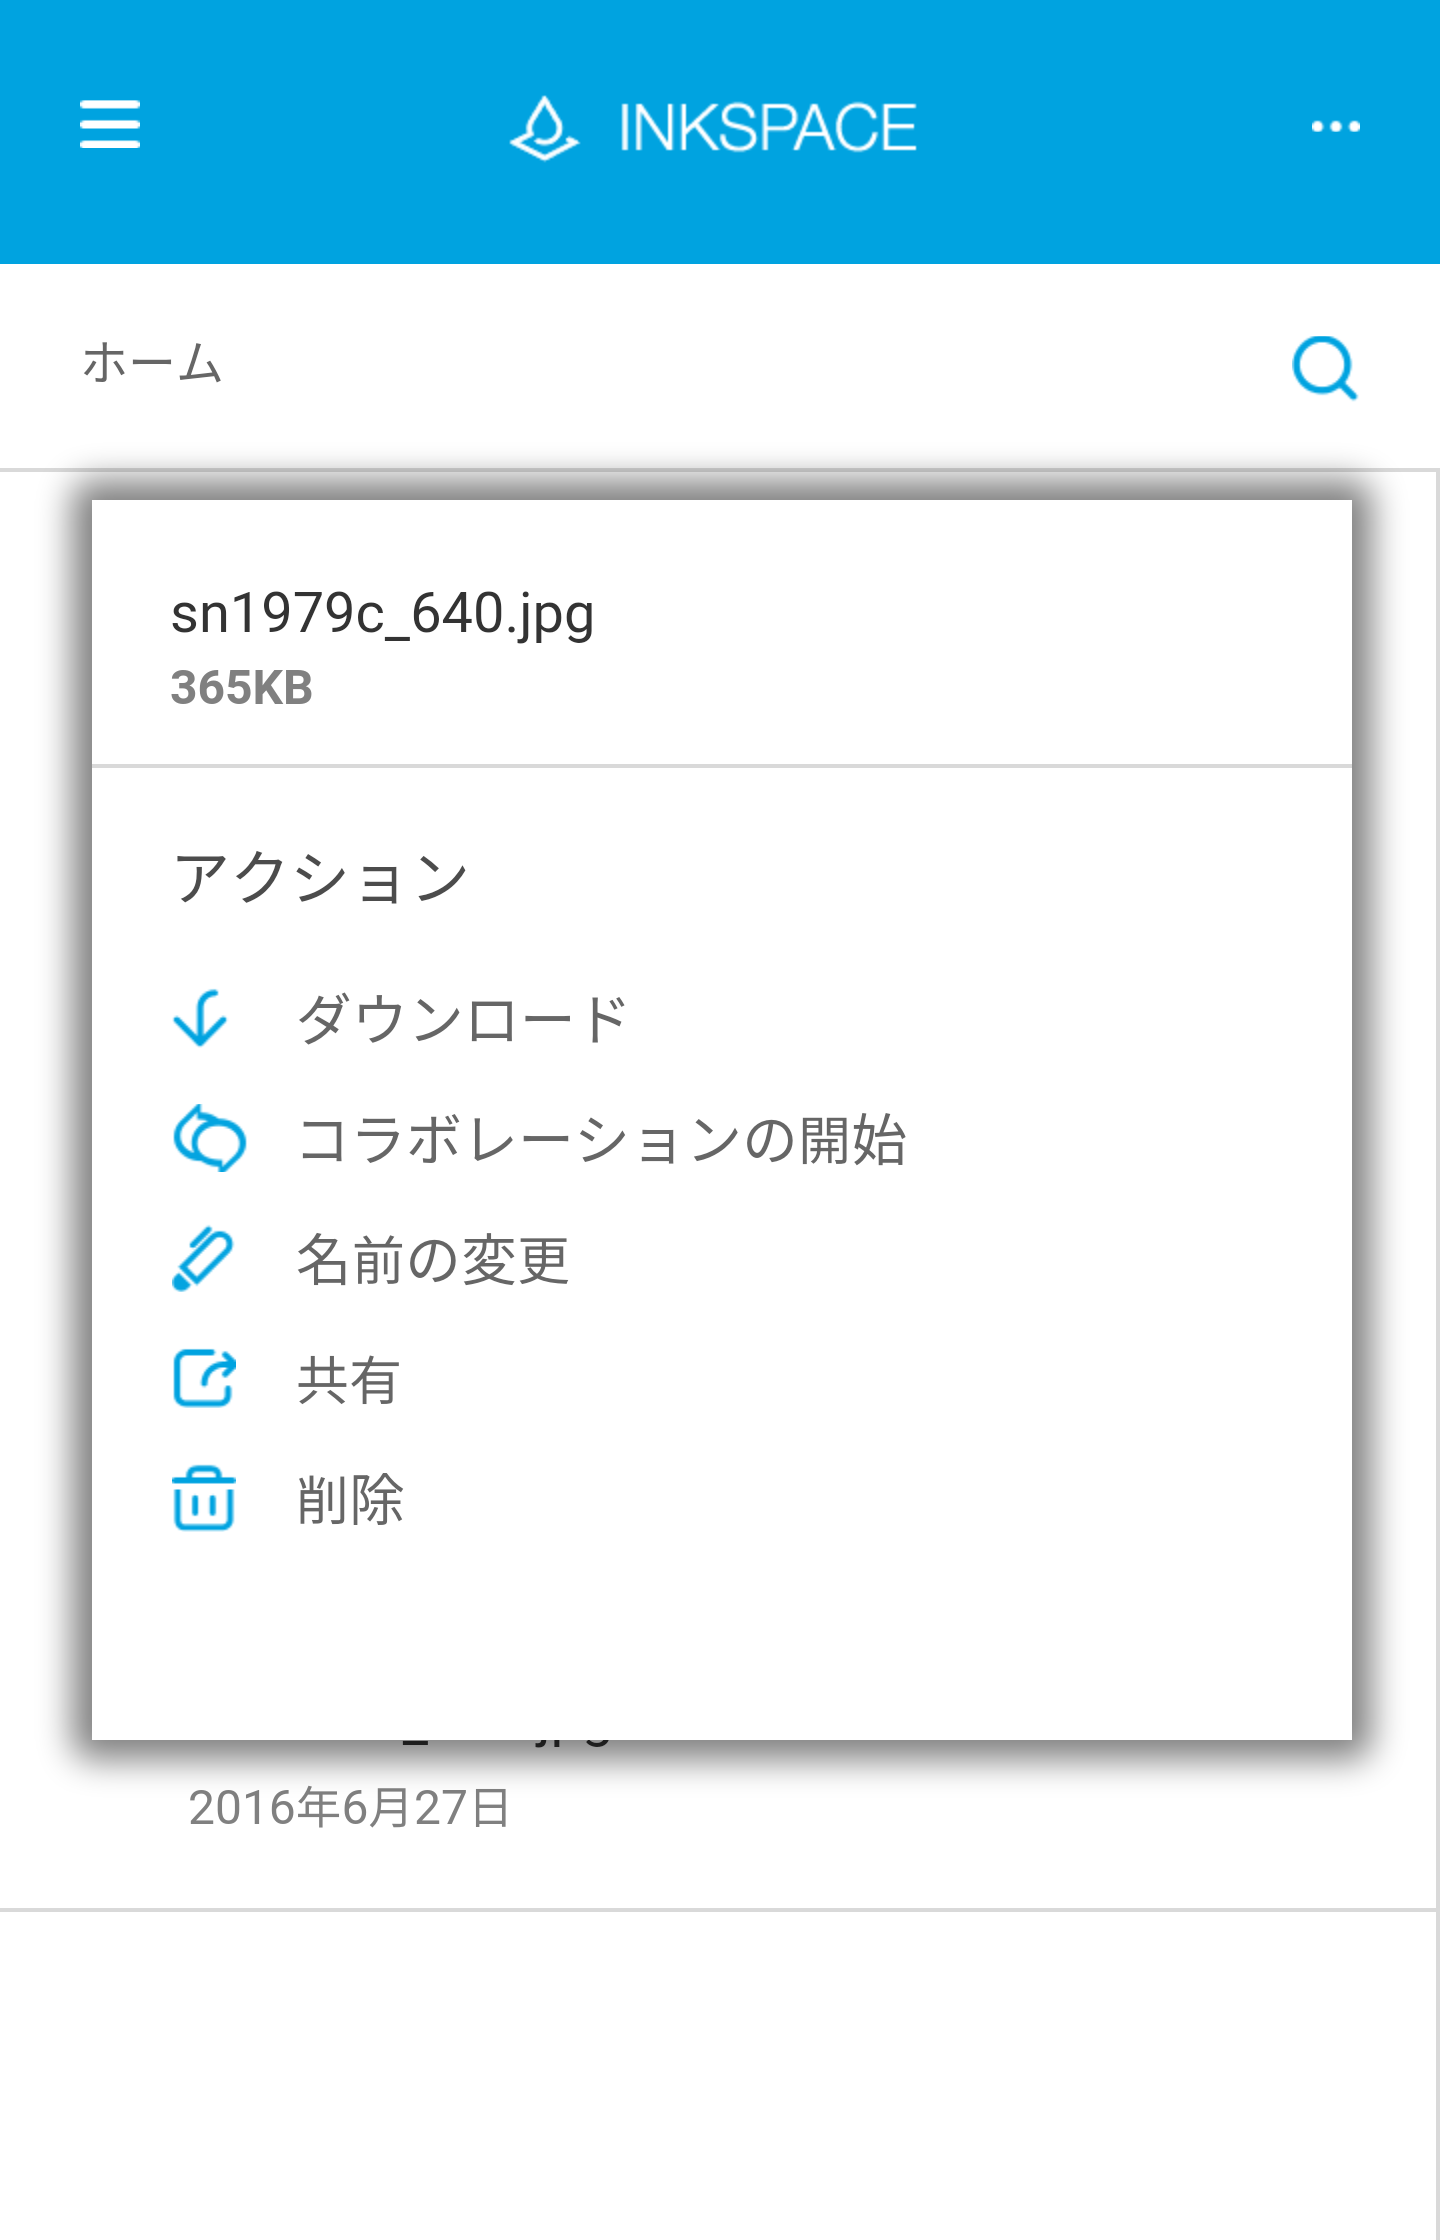 INKSPACE
ホーム
sn1979c_640.jpg
365KB
アクション
ダウンロード
コラボレーションの開始
名前の変更
共有
削除
2016年6月27日